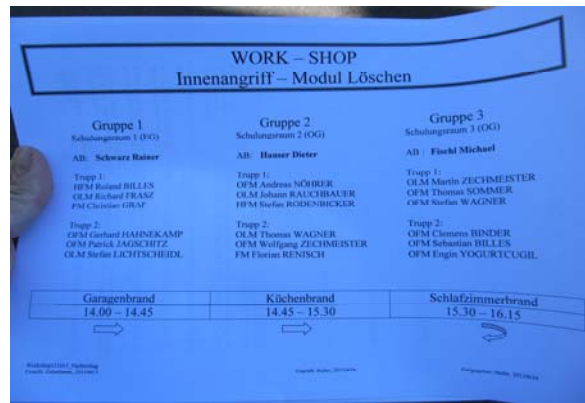 WORK – SHOP
Innenangriff – Modul Löschen
Gruppe 1
Schulungsraum 1 (EG)
AB: Schwarz Rainer
Trupp 1:
HFM Roland BILLES
OLM Richard FRASZ
FM Christian GRAF
Trupp 2:
OFM Gerhard HAHNEKAMP
OFM Patrick JAGSCHITZ
OLM Stefan LICHTSCHEIDL
Gruppe 2
Schulungsraum 2 (OG)
AB: Hauser Dieter
Trupp 1:
OFM Andreas NÖHRER
OLM Johann RAUCHBAUER
HFM Stefan RODENBICKER
Trupp 2:
OLM Thomas WAGNER
OFM Wolfgang ZECHMEISTER
FM Florian RENISCH
Gruppe 3
Schulungsraum 3 (OG)
AB : Fischl Michael
Trupp 1:
OLM Martin ZECHMEISTER
OFM Thomas SOMMER
OFM Stefan WAGNER
Trupp 2:
OFM Clemens BINDER
OFM Sebastian BILLES
OFM Engin YOGURTCUGIL
Garagenbrand Küchenbrand Schlafzimmerbrand
14.00 – 14.45 14.45 – 15.30 15.30 – 16.15